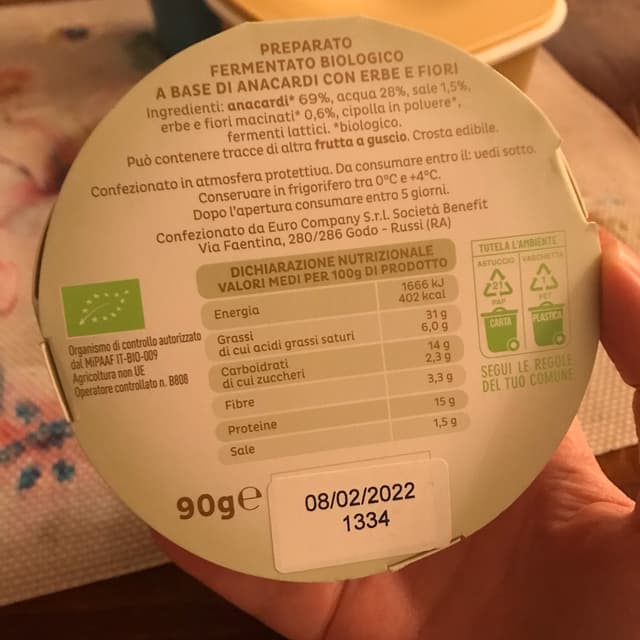 PREPARATO
FERMENTATO BIOLOGICO
A BASE DI ANACARDI CON ERBE E FIORI
Ingredienti: anacardi* 69%, acqua 28%, sale 1,5%,
erbe e fiori macinati* 0,6%, cipolla in polvere*,
fermenti lattici. *biologico.
Può contenere tracce di altra frutta a guscio. Crosta edibile.
Confezionato in atmosfera protettiva. Da consumare entro il: vedi sotto.
Conservare in frigorifero tra 0°C e +4°C.
Dopo l'apertura consumare entro 5 giorni.
Confezionato da Euro Company S.r.l. Società Benefit
Via Faentina, 280/286 Godo - Russi (RA)
DICHIARAZIONE NUTRIZIONALE
VALORI MEDI PER 100g DI PRODOTTO
Energia 1666 kJ
402 kcal
Grassi 31 g
di cui acidi grassi saturi 6,0 g
Carboidrati 14 g
di cui zuccheri 2,3 g
Fibre 3,3 g
Proteine 15 g
Sale 1,5 g
Organismo di controllo autorizzato
dal MiPAAF IT-BIO-009
Agricoltura non UE
Operatore controllato n. B808
TUTELA L'AMBIENTE
ASTUCCIO VASCHETTA
21 1
PAP PET
CARTA PLASTICA
SEGUI LE REGOLE
DEL TUO COMUNE
90g e
08/02/2022
1334